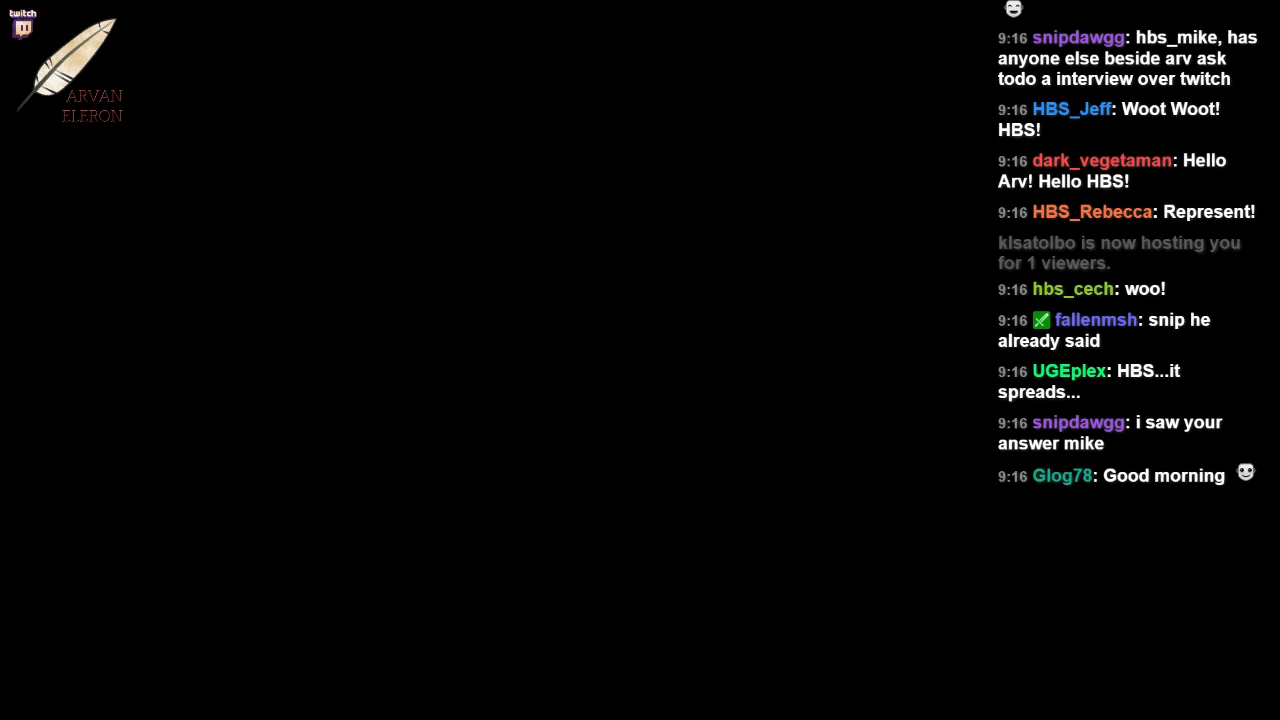 twitch
ARVAN
ELERON
9:16 snipdawgg: hbs_mike, has
anyone else beside arv ask
todo a interview over twitch
9:16 HBS_Jeff: Woot Woot!
HBS!
9:16 dark_vegetaman: Hello
Arv! Hello HBS!
9:16 HBS_Rebecca: Represent!
klsatolbo is now hosting you
for 1 viewers.
9:16 hbs_cech: woo!
9:16 fallenmsh: snip he
already said
9:16 UGEplex: HBS...it
spreads...
9:16 snipdawgg: i saw your
answer mike
9:16 Glog78: Good morning